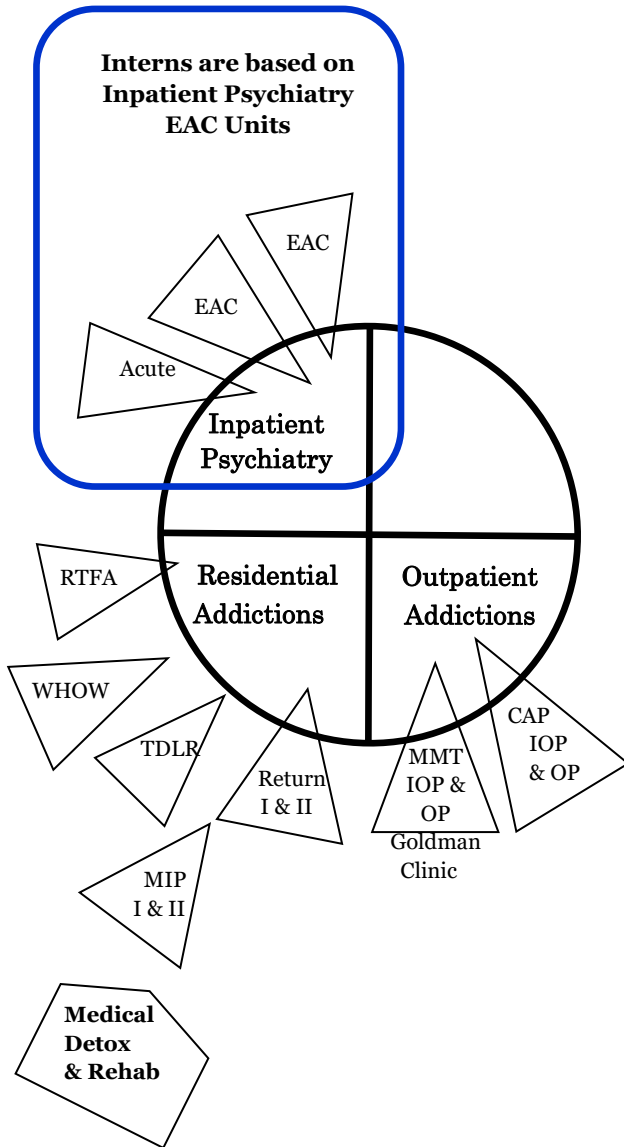 Interns are based on
Inpatient Psychiatry
EAC Units
EAC
EAC
Acute
Inpatient
Psychiatry
RTFA
Residential
Addictions
Outpatient
Addictions
WHOW
TDLR
Return
I & II
MMT
IOP &
OP
Goldman
Clinic
CAP
IOP
& OP
MIP
I & II
Medical
Detox
& Rehab